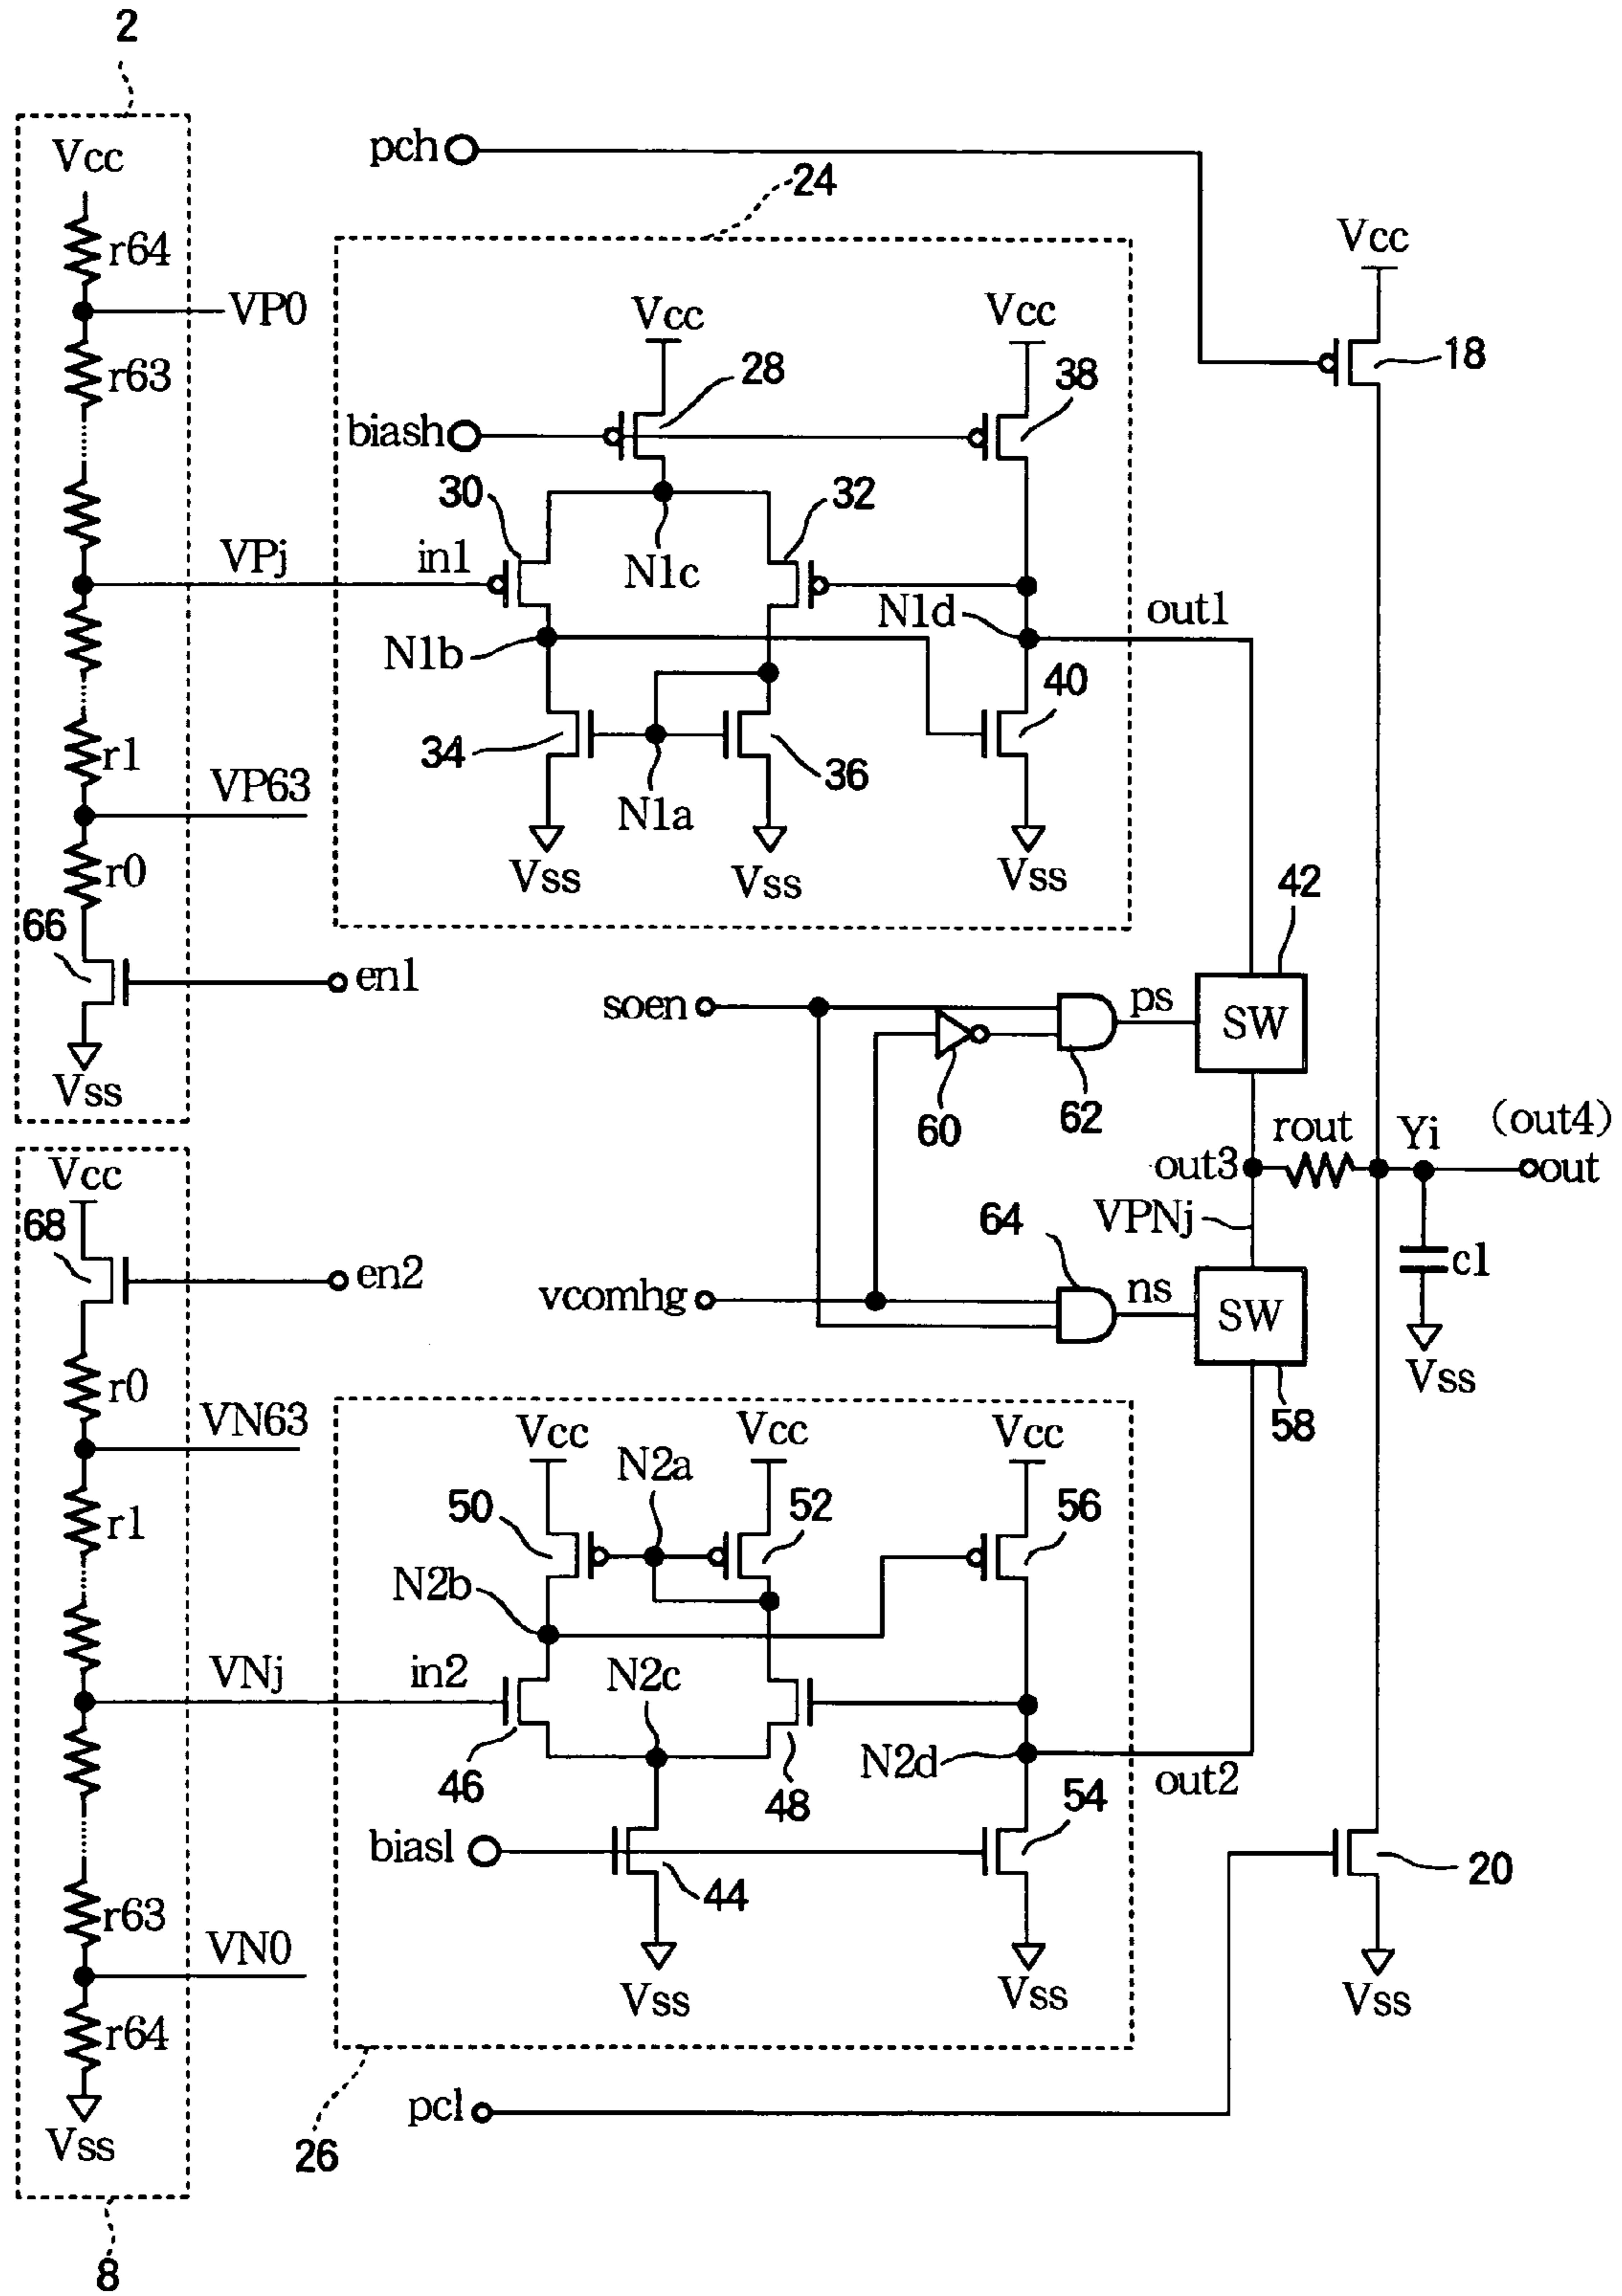 2
Vcc
r64
VP0
r63
VPj
r1
VP63
r0
66
en1
Vss
pch
24
Vcc
28
Vcc
38
biash
30
in1
N1c
32
N1b
N1d
out1
34
N1a
36
40
Vss
Vss
Vss
Vcc
18
42
SW
soen
ps
60
62
out3
rout
Yi
(out4)
out
VPNj
64
vcomhg
ns
SW
58
c1
Vss
Vcc
68
en2
r0
VN63
r1
VNj
r63
VN0
r64
Vss
8
Vcc
N2a
Vcc
Vcc
50
52
56
N2b
in2
N2c
46
48
N2d
out2
54
biasl
44
Vss
Vss
20
Vss
pcl
26